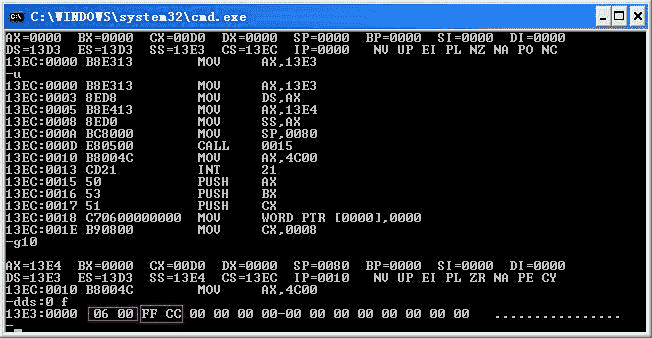 C:\WINDOWS\system32\cmd.exe
AX=0000  BX=0000  CX=00D0  DX=0000  SP=0000  BP=0000  SI=0000  DI=0000
DS=13D3  ES=13D3  SS=13E3  CS=13EC  IP=0000   NV UP EI PL NZ NA PO NC
13EC:0000 B8E313        MOV     AX,13E3
-u
13EC:0000 B8E313        MOV     AX,13E3
13EC:0003 8ED8          MOV     DS,AX
13EC:0005 B8E413        MOV     AX,13E4
13EC:0008 8ED0          MOV     SS,AX
13EC:000A BC8000        MOV     SP,0080
13EC:000D E80500        CALL    0015
13EC:0010 B8004C        MOV     AX,4C00
13EC:0013 CD21          INT     21
13EC:0015 50            PUSH    AX
13EC:0016 53            PUSH    BX
13EC:0017 51            PUSH    CX
13EC:0018 C70600000000  MOV     WORD PTR [0000],0000
13EC:001E B90800        MOV     CX,0008
-g10
AX=13E4  BX=0000  CX=00D0  DX=0000  SP=0080  BP=0000  SI=0000  DI=0000
DS=13E3  ES=13D3  SS=13E4  CS=13EC  IP=0010   NV UP EI PL ZR NA PE CY
13EC:0010 B8004C        MOV     AX,4C00
-dds:0 f
13E3:0000  06 00 FF CC 00 00 00 00-00 00 00 00 00 00 00 00   ................
-